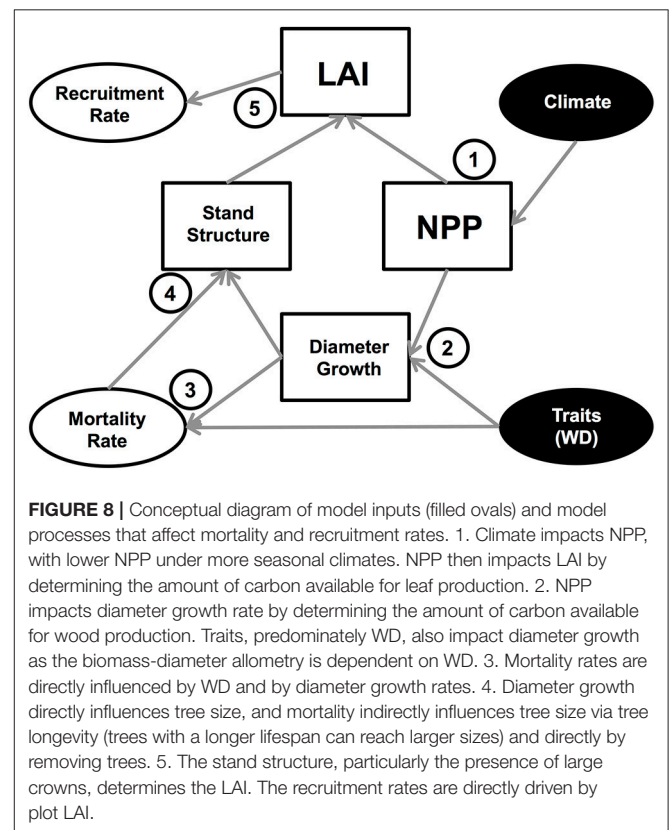 LAI
Recruitment
Rate
5
Climate
1
Stand
Structure
NPP
4
Diameter
Growth
2
3
Mortality
Rate
Traits
(WD)
FIGURE 8 | Conceptual diagram of model inputs (filled ovals) and model
processes that affect mortality and recruitment rates. 1. Climate impacts NPP,
with lower NPP under more seasonal climates. NPP then impacts LAI by
determining the amount of carbon available for leaf production. 2. NPP
impacts diameter growth rate by determining the amount of carbon available
for wood production. Traits, predominately WD, also impact diameter growth
as the biomass-diameter allometry is dependent on WD. 3. Mortality rates are
directly influenced by WD and by diameter growth rates. 4. Diameter growth
directly influences tree size, and mortality indirectly influences tree size via tree
longevity (trees with a longer lifespan can reach larger sizes) and directly by
removing trees. 5. The stand structure, particularly the presence of large
crowns, determines the LAI. The recruitment rates are directly driven by
plot LAI.